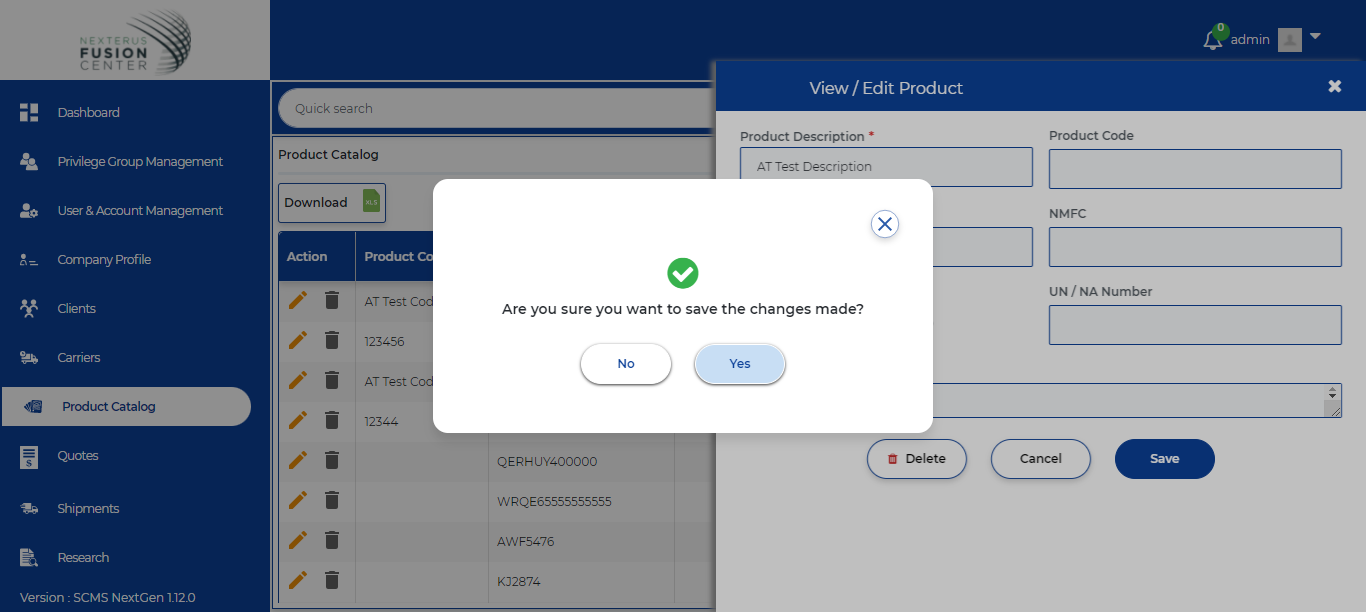 NEXTERUS
FUSION
CENTER
0
admin
Dashboard
Privilege Group Management
User & Account Management
Company Profile
Clients
Carriers
Product Catalog
Quotes
Shipments
Research
Version : SCMS NextGen 1.12.0
Quick search
Product Catalog
Download
XLS
Action
Product Co
AT Test Cod
123456
AT Test Cod
12344
QERHUY400000
WRQE65555555555
AWF5476
KJ2874
View / Edit Product
Product Description *
Product Code
AT Test Description
NMFC
UN / NA Number
Delete
Cancel
Save
Are you sure you want to save the changes made?
No
Yes